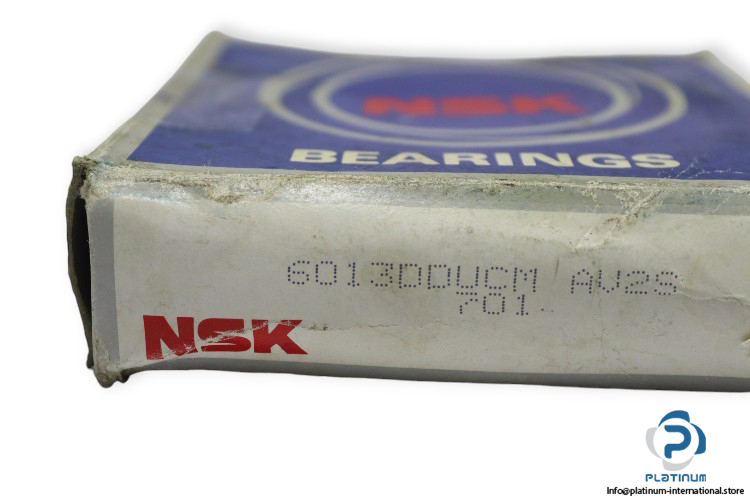 NSK
BEARINGS
6013DDUCM AV2S
701
NSK
PLATINUM
Info@platinum-international.store